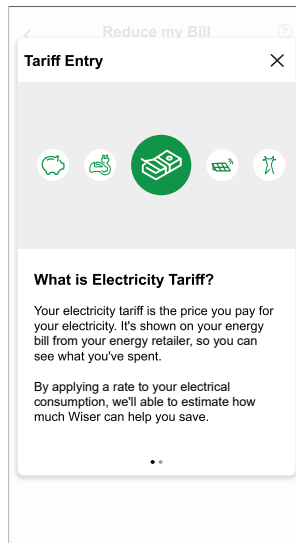 Reduce my Bill
Tariff Entry
What is Electricity Tariff?
Your electricity tariff is the price you pay for
your electricity. It's shown on your energy
bill from your energy retailer, so you can
see what you've spent.
By applying a rate to your electrical
consumption, we'll able to estimate how
much Wiser can help you save.